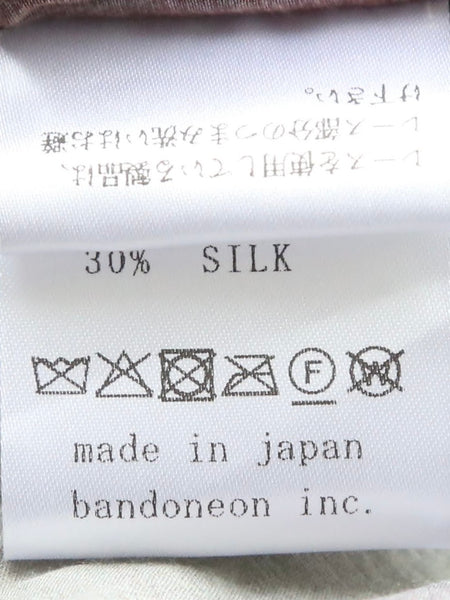 レースを使用している製品は、
レース部分のつまみ洗いはお避
け下さい。
30% SILK
F W
made in japan
bandoneon inc.